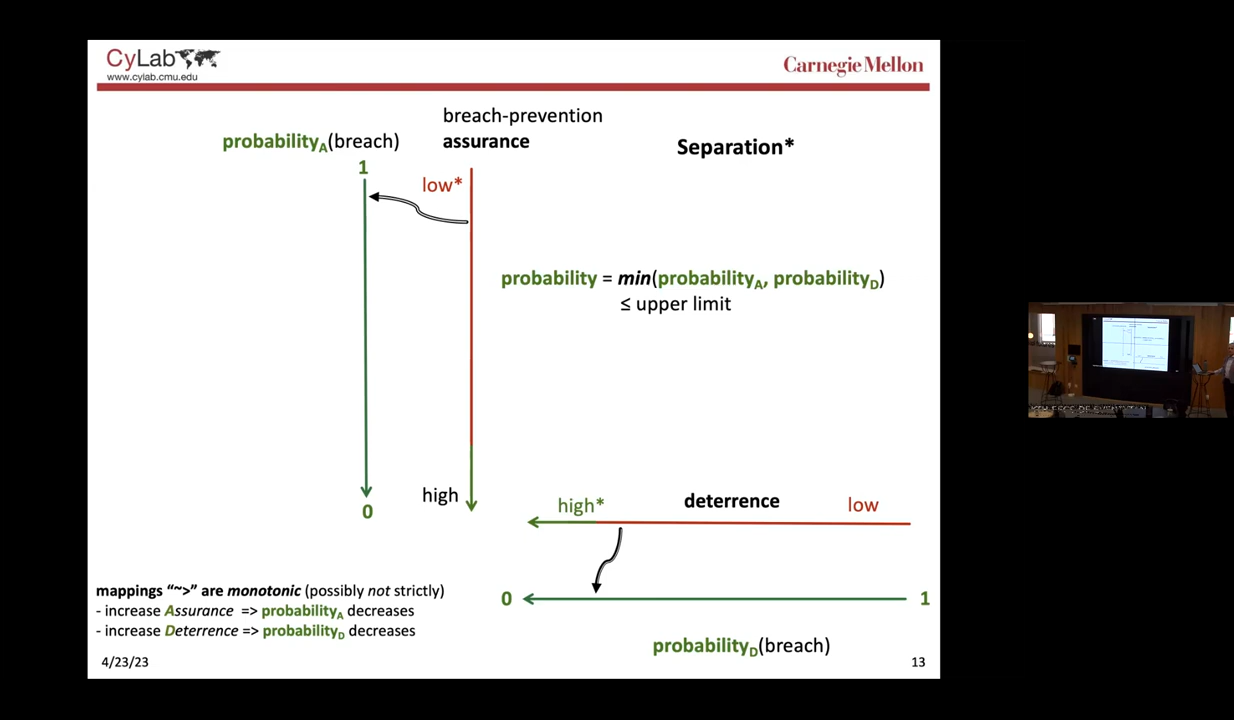 CyLab
www.cylab.cmu.edu
Carnegie Mellon
breach-prevention
probabilityA(breach)
assurance
Separation*
1
low*
probability = min(probabilityA, probabilityD)
≤ upper limit
high
0
high*
deterrence
low
mappings “~>” are monotonic (possibly not strictly)
- increase Assurance => probabilityA decreases
- increase Deterrence => probabilityD decreases
0
1
probabilityD(breach)
4/23/23
13